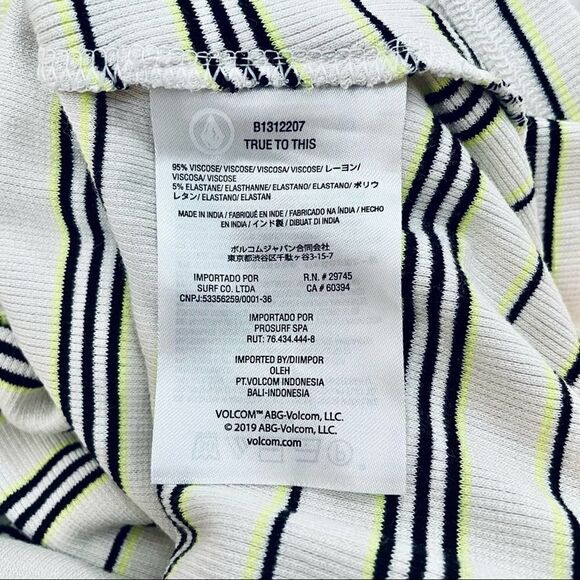 B1312207
TRUE TO THIS
95% VISCOSE/ VISCOSE/ VISCOSA/ VISCOSE/ レーヨン/
VISCOSA/ VISCOSE
5% ELASTANE/ ELASTHANNE/ ELASTANO/ ELASTANO/ ポリウ
レタン/ ELASTANO/ ELASTAN
MADE IN INDIA / FABRIQUÉ EN INDE / FABRICADO NA ÍNDIA / HECHO
EN INDIA / インド製 / DIBUAT DI INDIA
ボルコムジャパン合同会社
東京都渋谷区千駄ヶ谷3-15-7
IMPORTADO POR
SURF CO. LTDA
CNPJ:53356259/0001-36
R.N. # 29745
CA # 60394
IMPORTADO POR
PROSURF SPA
RUT: 76.434.444-8
IMPORTED BY/DIIMPOR
OLEH
PT.VOLCOM INDONESIA
BALI-INDONESIA
VOLCOM™ ABG-Volcom, LLC.
© 2019 ABG-Volcom, LLC.
volcom.com